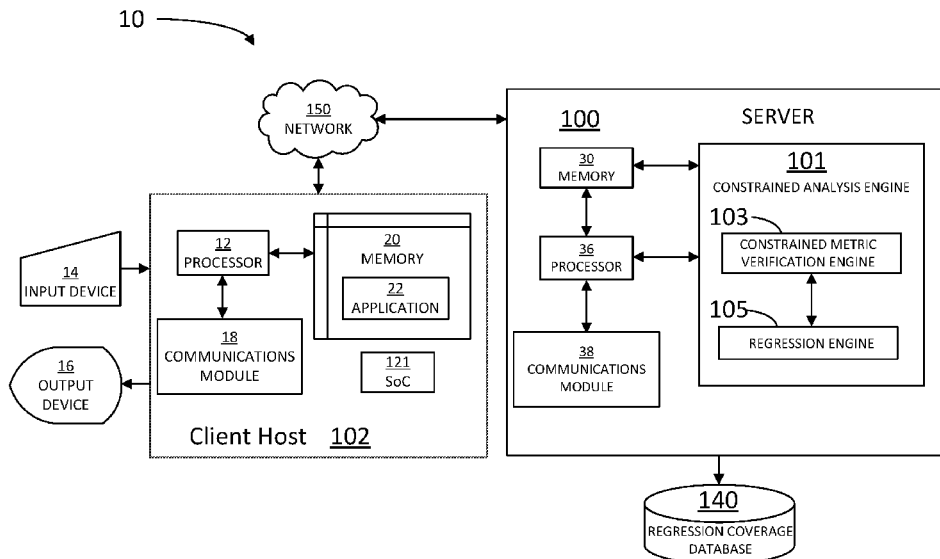 10
150
NETWORK
100
SERVER
30
MEMORY
36
PROCESSOR
38
COMMUNICATIONS
MODULE
101
CONSTRAINED ANALYSIS ENGINE
103
CONSTRAINED METRIC
VERIFICATION ENGINE
105
REGRESSION ENGINE
14
INPUT DEVICE
16
OUTPUT
DEVICE
12
PROCESSOR
18
COMMUNICATIONS
MODULE
20
MEMORY
22
APPLICATION
121
SoC
Client Host 102
140
REGRESSION COVERAGE
DATABASE